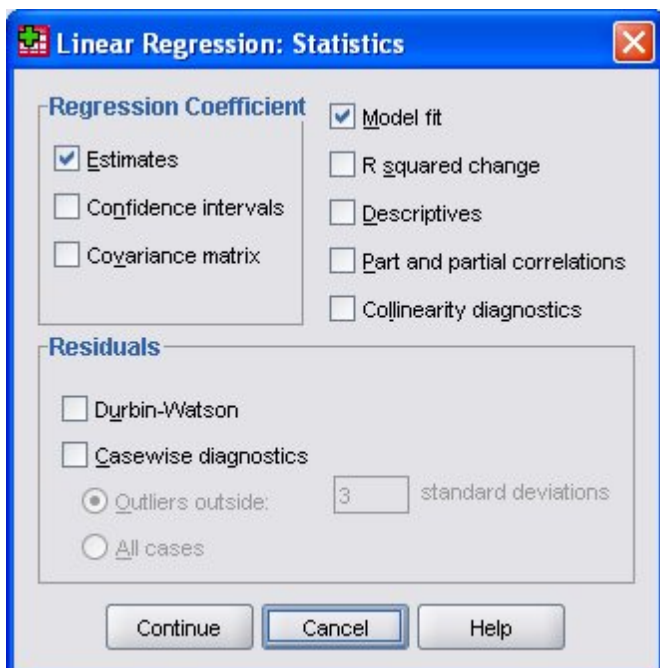 Linear Regression: Statistics
Regression Coefficient
Estimates
Confidence intervals
Covariance matrix
Model fit
R squared change
Descriptives
Part and partial correlations
Collinearity diagnostics
Residuals
Durbin-Watson
Casewise diagnostics
Outliers outside: 3 standard deviations
All cases
Continue Cancel Help